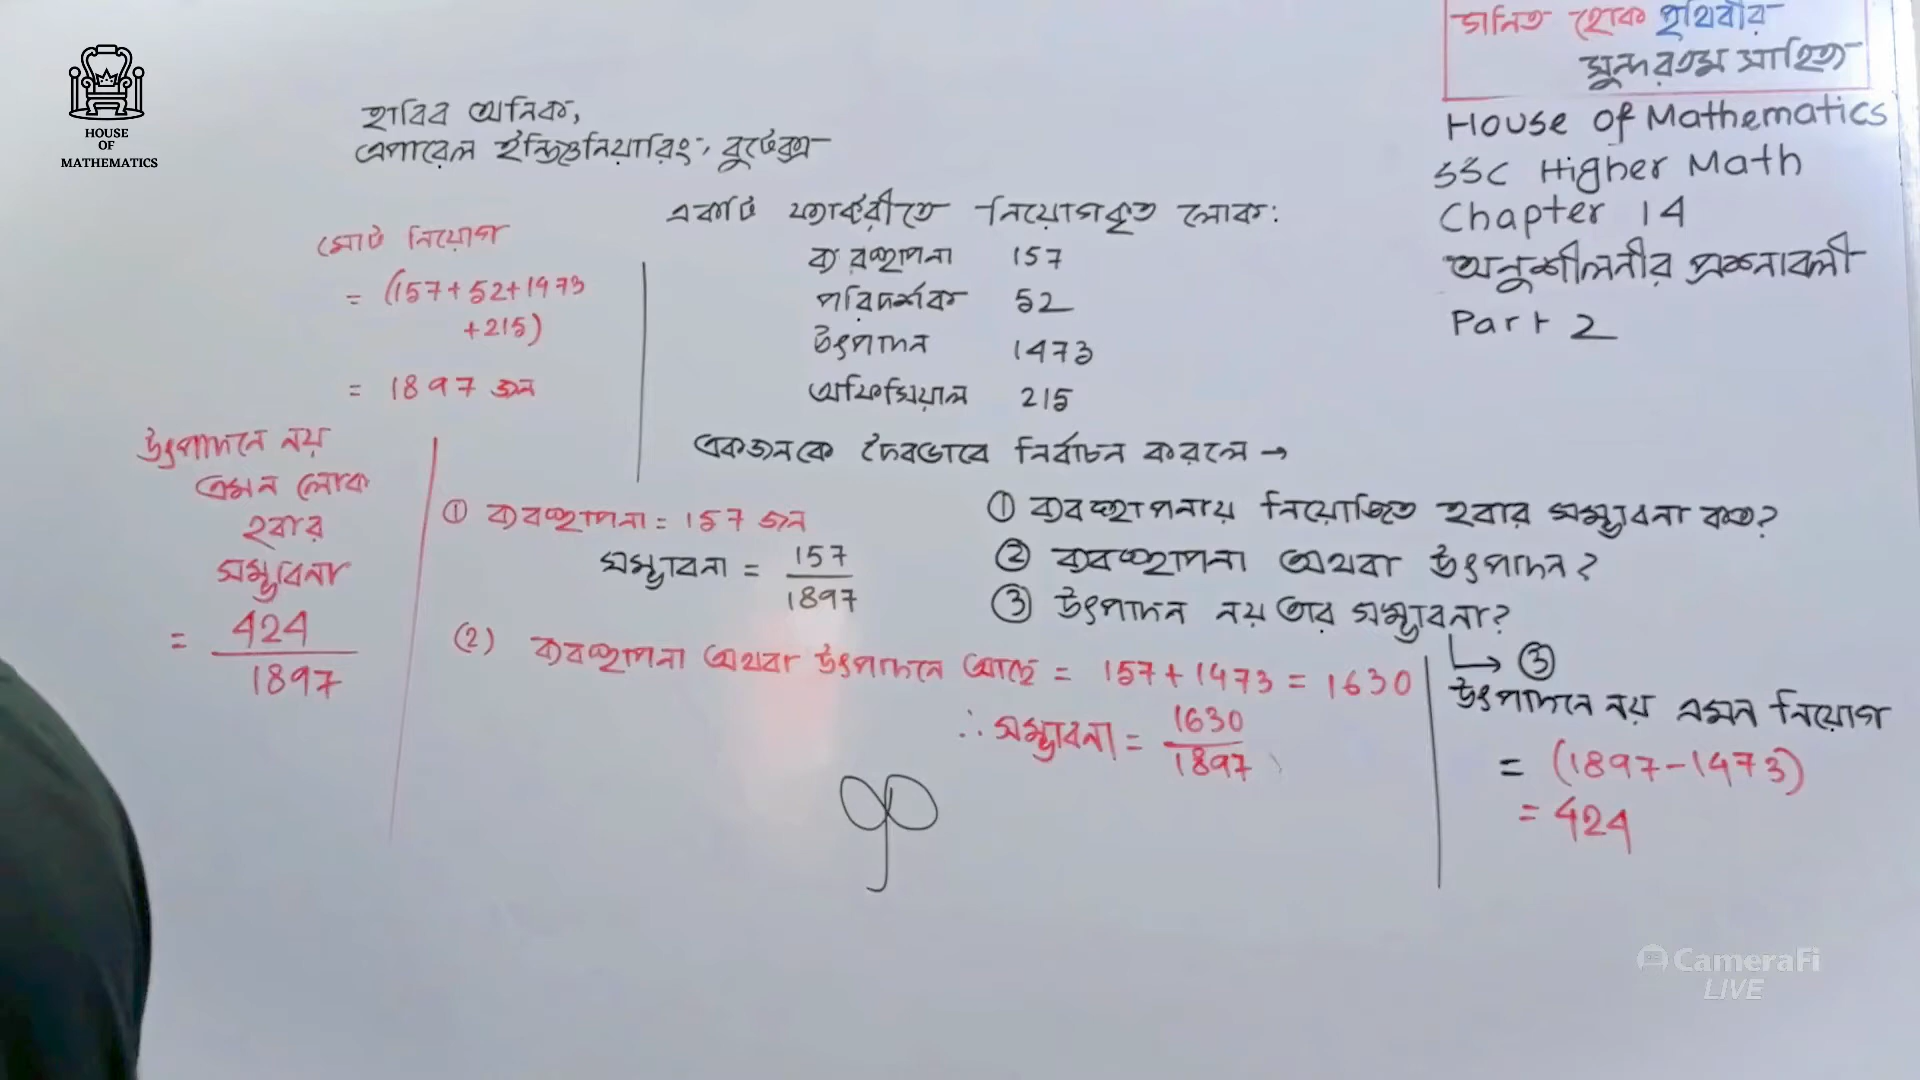 HOUSE
OF
MATHEMATICS
গনিত হোক পৃথিবীর
সুন্দরতম সাহিত্য
House of Mathematics
SSC Higher Math
Chapter 14
অনুশীলনীর প্রশ্নাবলী
Part 2
হাবিব অনিক,
এপারেল ইন্জিনিয়ারিং, বুটেক্স
একটি ফ্যাক্টরীতে নিয়োগকৃত লোক:
ব্যবস্থাপনা 157
পরিদর্শক 52
উৎপাদন 1473
অফিসিয়াল 215
একজনকে দৈবভাবে নির্বাচন করলে →
① ব্যবস্থাপনায় নিয়োজিত হবার সম্ভাবনা কত?
② ব্যবস্থাপনা অথবা উৎপাদন?
③ উৎপাদন নয় তার সম্ভাবনা?
মোট নিয়োগ
= (157+52+1473
+215)
= 1897 জন
① ব্যবস্থাপনা = 157 জন
সম্ভাবনা = 157/1897
(2) ব্যবস্থাপনা অথবা উৎপাদনে আছে = 157+1473 = 1630
∴ সম্ভাবনা = 1630/1897
③
উৎপাদনে নয় এমন নিয়োগ
= (1897-1473)
= 424
উৎপাদনে নয়
এমন লোক
হবার
সম্ভাবনা
= 424/1897
CameraFi
LIVE